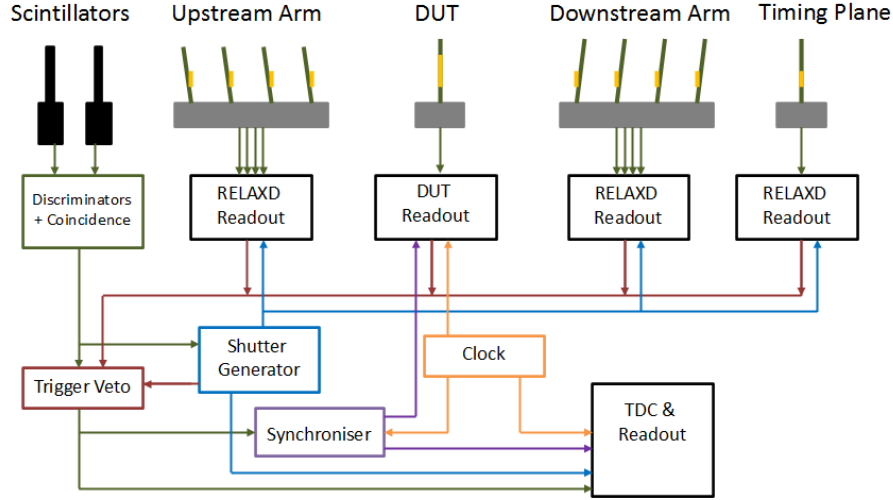 Scintillators
Upstream Arm
DUT
Downstream Arm
Timing Plane
Discriminators
+ Coincidence
RELAXD
Readout
DUT
Readout
RELAXD
Readout
RELAXD
Readout
Shutter
Generator
Clock
Trigger Veto
TDC &
Readout
Synchroniser